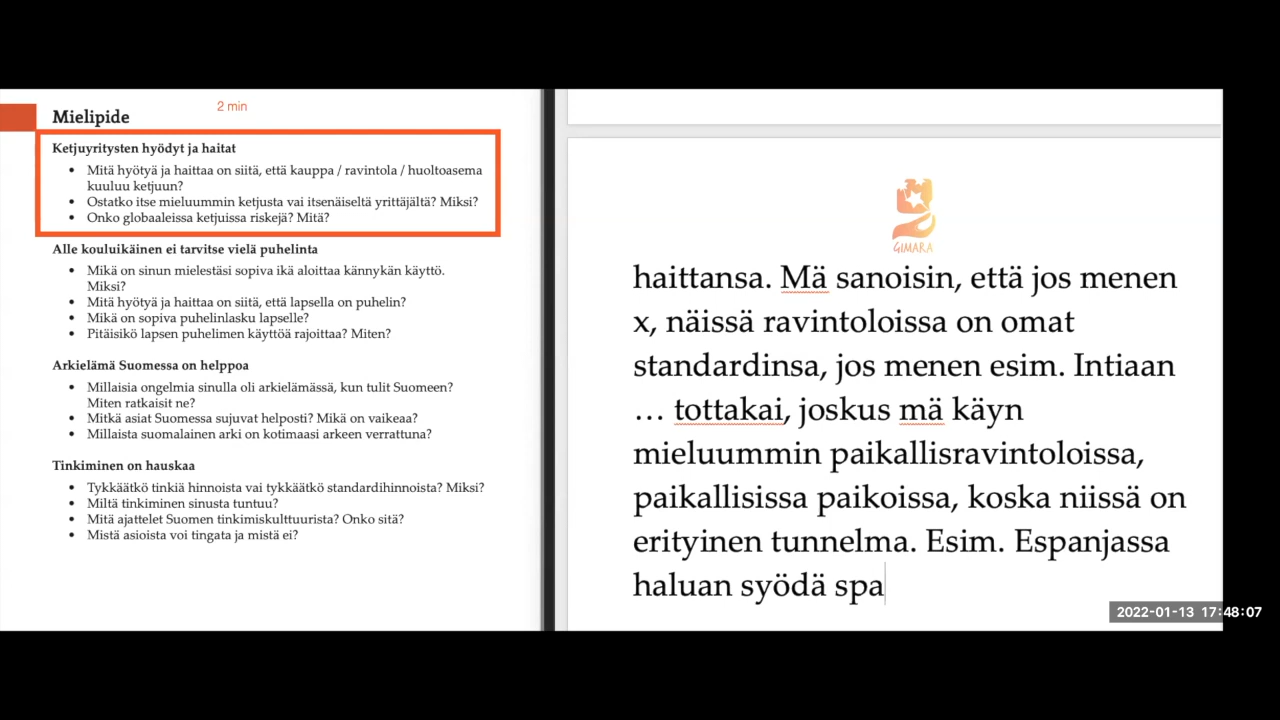 2 min
Mielipide
Ketjuyritysten hyödyt ja haitat
• Mitä hyötyä ja haittaa on siitä, että kauppa / ravintola / huoltoasema
kuuluu ketjuun?
• Ostatko itse mieluummin ketjusta vai itsenäiseltä yrittäjältä? Miksi?
• Onko globaaleissa ketjuissa riskejä? Mitä?
Alle kouluikäinen ei tarvitse vielä puhelinta
• Mikä on sinun mielestäsi sopiva ikä aloittaa kännykän käyttö.
Miksi?
• Mitä hyötyä ja haittaa on siitä, että lapsella on puhelin?
• Mikä on sopiva puhelinlasku lapselle?
• Pitäisikö lapsen puhelimen käyttöä rajoittaa? Miten?
Arkielämä Suomessa on helppoa
• Millaisia ongelmia sinulla oli arkielämässä, kun tulit Suomeen?
Miten ratkaisit ne?
• Mitkä asiat Suomessa sujuvat helposti? Mikä on vaikeaa?
• Millaista suomalainen arki on kotimaasi arkeen verrattuna?
Tinkiminen on hauskaa
• Tykkäätkö tinkiä hinnoista vai tykkäätkö standardihinnoista? Miksi?
• Miltä tinkiminen sinusta tuntuu?
• Mitä ajattelet Suomen tinkimiskulttuurista? Onko sitä?
• Mistä asioista voi tingata ja mistä ei?
GIMARA
haittansa. Mä sanoisin, että jos menen
x, näissä ravintoloissa on omat
standardinsa, jos menen esim. Intiaan
… tottakai, joskus mä käyn
mieluummin paikallisravintoloissa,
paikallisissa paikoissa, koska niissä on
erityinen tunnelma. Esim. Espanjassa
haluan syödä spa
2022-01-13 17:48:07